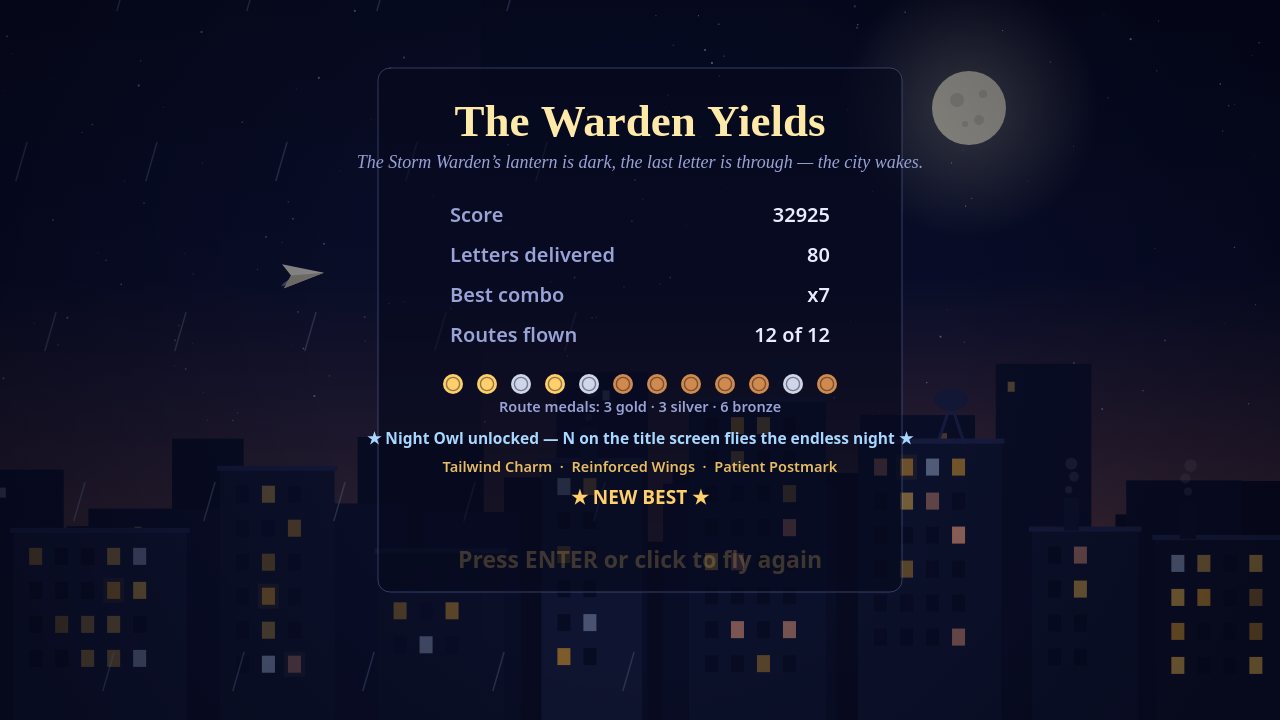 The Warden Yields
The Storm Warden’s lantern is dark, the last letter is through — the city wakes.
Score 32925
Letters delivered 80
Best combo x7
Routes flown 12 of 12
Route medals: 3 gold · 3 silver · 6 bronze
★ Night Owl unlocked — N on the title screen flies the endless night ★
Tailwind Charm · Reinforced Wings · Patient Postmark
★ NEW BEST ★
Press ENTER or click to fly again